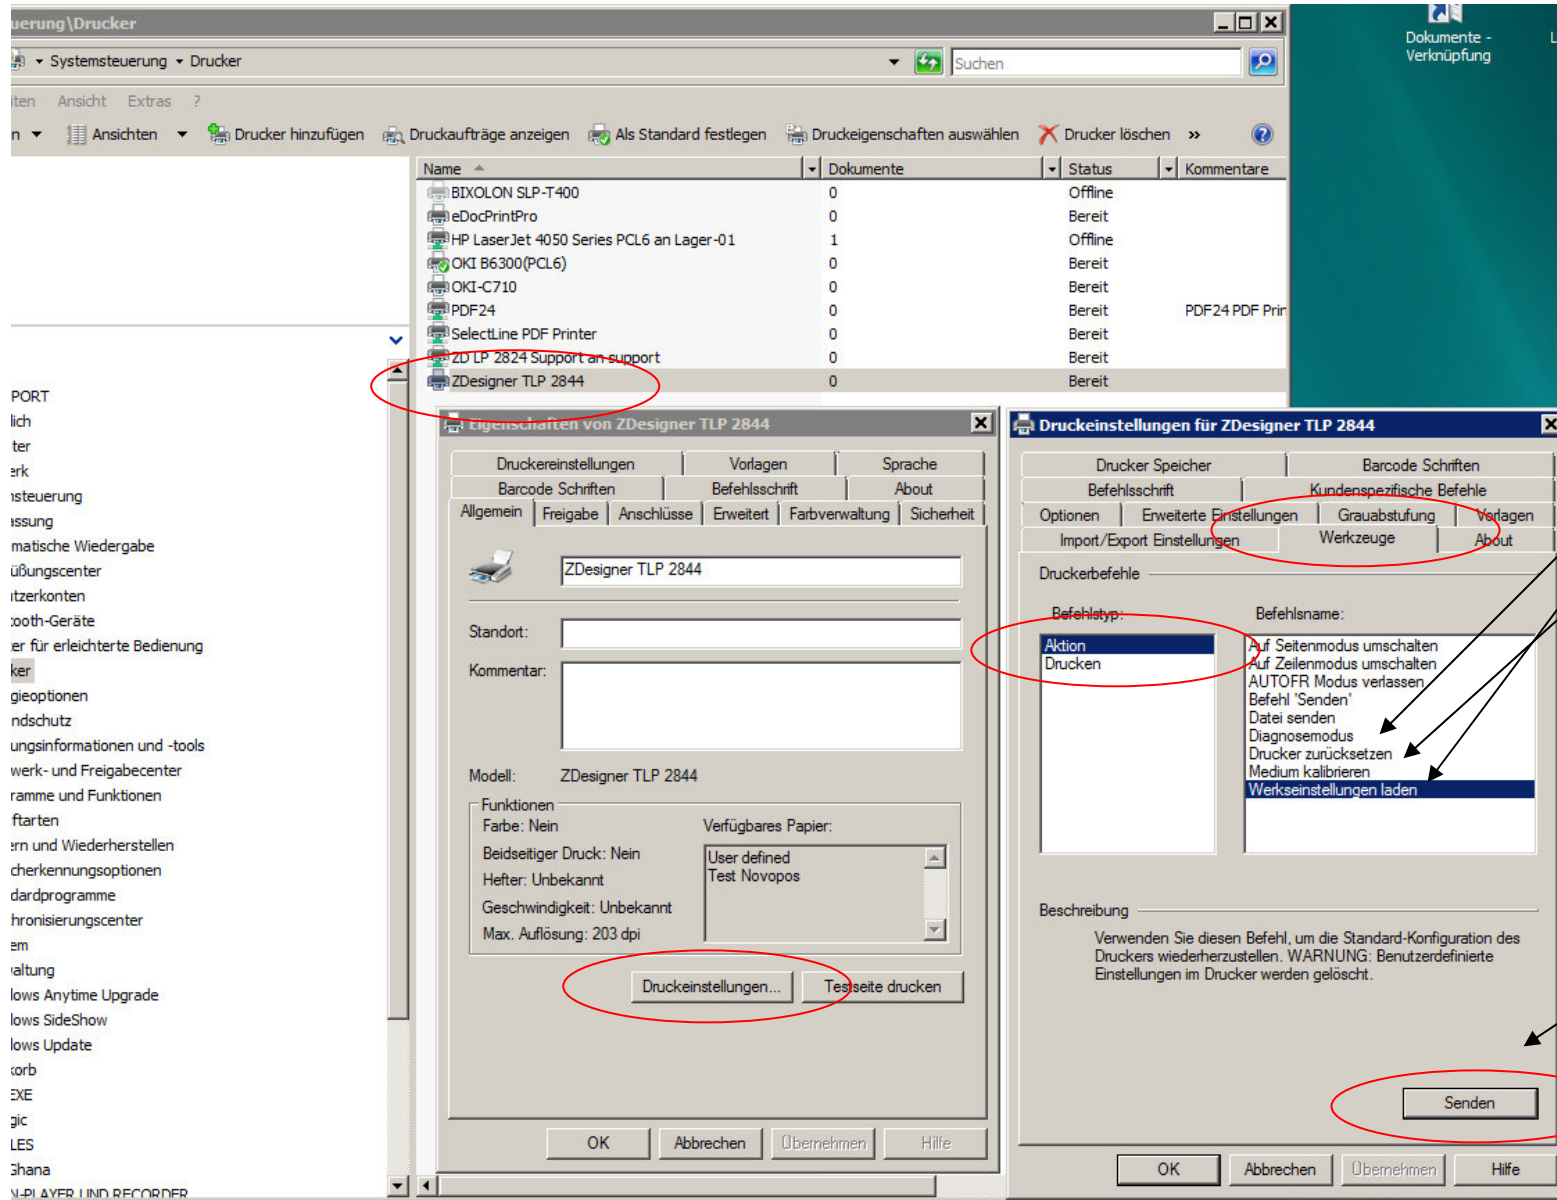 uerung\Drucker
Dokumente -
Verknüpfung
L
Systemsteuerung Drucker
Suchen
iten Ansicht Extras ?
n Ansichten Drucker hinzufügen Druckaufträge anzeigen Als Standard festlegen Druckeigenschaften auswählen Drucker löschen »
Name Dokumente Status Kommentare
BIXOLON SLP-T400 0 Offline
eDocPrintPro 0 Bereit
HP LaserJet 4050 Series PCL6 an Lager-01 1 Offline
OKI B6300(PCL6) 0 Bereit
OKI-C710 0 Bereit
PDF24 0 Bereit PDF24 PDF Prin
SelectLine PDF Printer 0 Bereit
ZD LP 2824 Support an support 0 Bereit
ZDesigner TLP 2844 0 Bereit
PORT
lich
ter
erk
nsteuerung
assung
matische Wiedergabe
üßungscenter
itzerkonten
tooth-Geräte
ter für erleichterte Bedienung
ker
gieoptionen
ndschutz
ungsinformationen und -tools
werk- und Freigabecenter
ramme und Funktionen
ftarten
ern und Wiederherstellen
cherkennungsoptionen
dardprogramme
hronisierungscenter
em
altung
lows Anytime Upgrade
lows SideShow
lows Update
korb
EXE
gic
LES
Ghana
N-PLAYER UND RECORDER
Eigenschaften von ZDesigner TLP 2844
Druckereinstellungen Vorlagen Sprache
Barcode Schriften Befehlsschrift About
Allgemein Freigabe Anschlüsse Erweitert Farbverwaltung Sicherheit
ZDesigner TLP 2844
Standort:
Kommentar:
Modell: ZDesigner TLP 2844
Funktionen
Farbe: Nein
Beidseitiger Druck: Nein
Hefter: Unbekannt
Geschwindigkeit: Unbekannt
Max. Auflösung: 203 dpi
Verfügbares Papier:
User defined
Test Novopos
Druckeinstellungen... Testseite drucken
OK Abbrechen Übernehmen Hilfe
Druckeinstellungen für ZDesigner TLP 2844
Drucker Speicher Barcode Schriften
Befehlsschrift Kundenspezifische Befehle
Optionen Erweiterte Einstellungen Grauabstufung Vorlagen
Import/Export Einstellungen Werkzeuge About
Druckerbefehle
Befehlstyp: Befehlsname:
Aktion
Drucken
Auf Seitenmodus umschalten
Auf Zeilenmodus umschalten
AUTOFR Modus verlassen
Befehl 'Senden'
Datei senden
Diagnosemodus
Drucker zurücksetzen
Medium kalibrieren
Werkseinstellungen laden
Beschreibung
Verwenden Sie diesen Befehl, um die Standard-Konfiguration des
Druckers wiederherzustellen. WARNUNG: Benutzerdefinierte
Einstellungen im Drucker werden gelöscht.
Senden
OK Abbrechen Übernehmen Hilfe